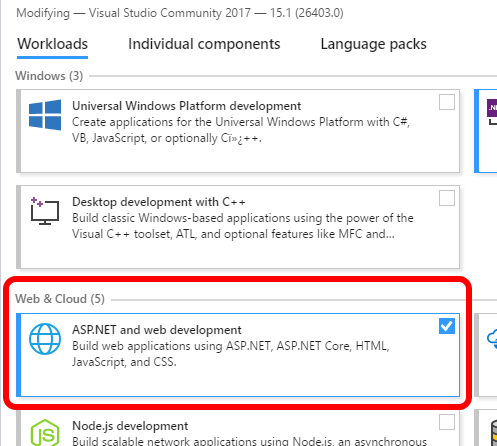 Modifying — Visual Studio Community 2017 — 15.1 (26403.0)
Workloads Individual components Language packs
Windows (3)
Universal Windows Platform development
Create applications for the Universal Windows Platform with C#,
VB, JavaScript, or optionally Cï»¿++.
.NE
Desktop development with C++
Build classic Windows-based applications using the power of the
Visual C++ toolset, ATL, and optional features like MFC and...
Web & Cloud (5)
ASP.NET and web development
Build web applications using ASP.NET, ASP.NET Core, HTML,
JavaScript, and CSS.
JS
Node.js development
Build scalable network applications using Node.js, an asynchronous